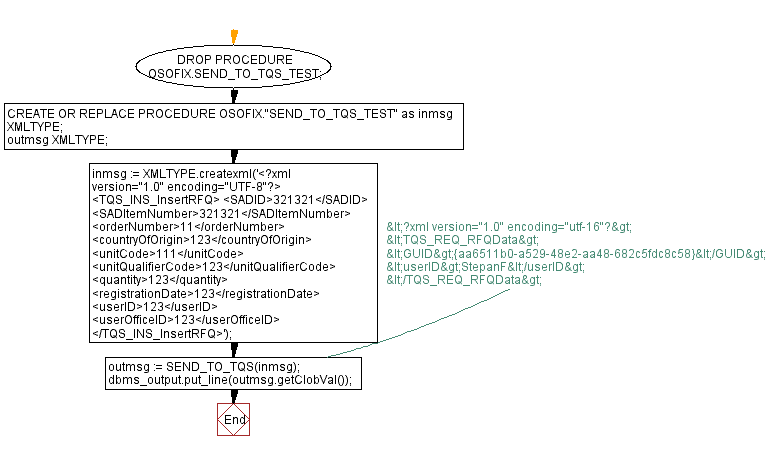 DROP PROCEDURE
OSOFIX.SEND_TO_TQS_TEST;
CREATE OR REPLACE PROCEDURE OSOFIX."SEND_TO_TQS_TEST" as inmsg
XMLTYPE;
outmsg XMLTYPE;
inmsg := XMLTYPE.createxml('<?xml
version="1.0" encoding="UTF-8"?>
<TQS_INS_InsertRFQ> <SADID>321321</SADID>
<SADItemNumber>321321</SADItemNumber>
<orderNumber>11</orderNumber>
<countryOfOrigin>123</countryOfOrigin>
<unitCode>111</unitCode>
<unitQualifierCode>123</unitQualifierCode>
<quantity>123</quantity>
<registrationDate>123</registrationDate>
<userID>123</userID>
<userOfficeID>123</userOfficeID>
</TQS_INS_InsertRFQ>');
&lt;?xml version="1.0" encoding="utf-16"?&gt;
&lt;TQS_REQ_RFQData&gt;
&lt;GUID&gt;{aa6511b0-a529-48e2-aa48-682c5fdc8c58}&lt;/GUID&gt;
&lt;userID&gt;StepanF&lt;/userID&gt;
&lt;/TQS_REQ_RFQData&gt;
outmsg := SEND_TO_TQS(inmsg);
dbms_output.put_line(outmsg.getClobVal());
End